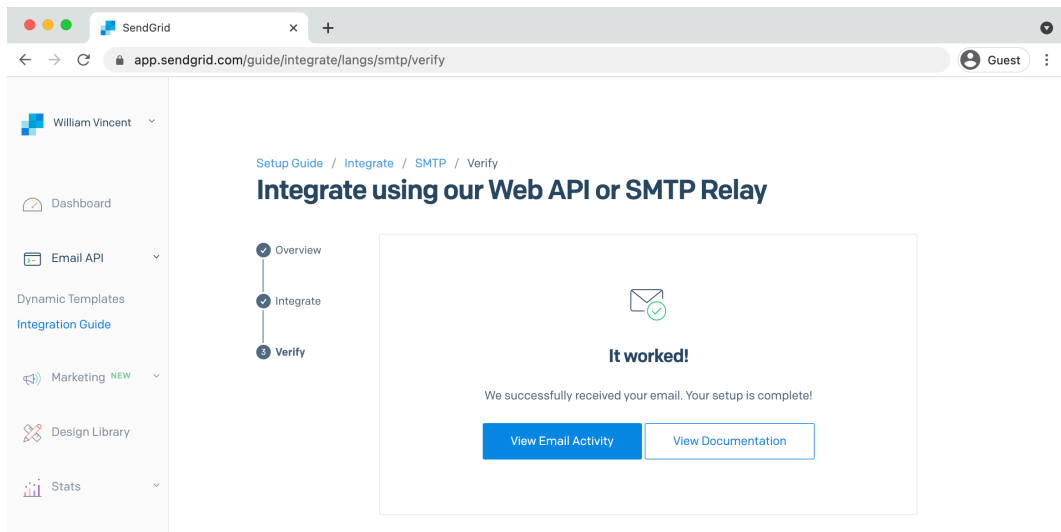 SendGrid
app.sendgrid.com/guide/integrate/langs/smtp/verify
Guest
William Vincent
Dashboard
Email API
Dynamic Templates
Integration Guide
Marketing NEW
Design Library
Stats
Setup Guide / Integrate / SMTP / Verify
Integrate using our Web API or SMTP Relay
Overview
Integrate
3 Verify
It worked!
We successfully received your email. Your setup is complete!
View Email Activity
View Documentation